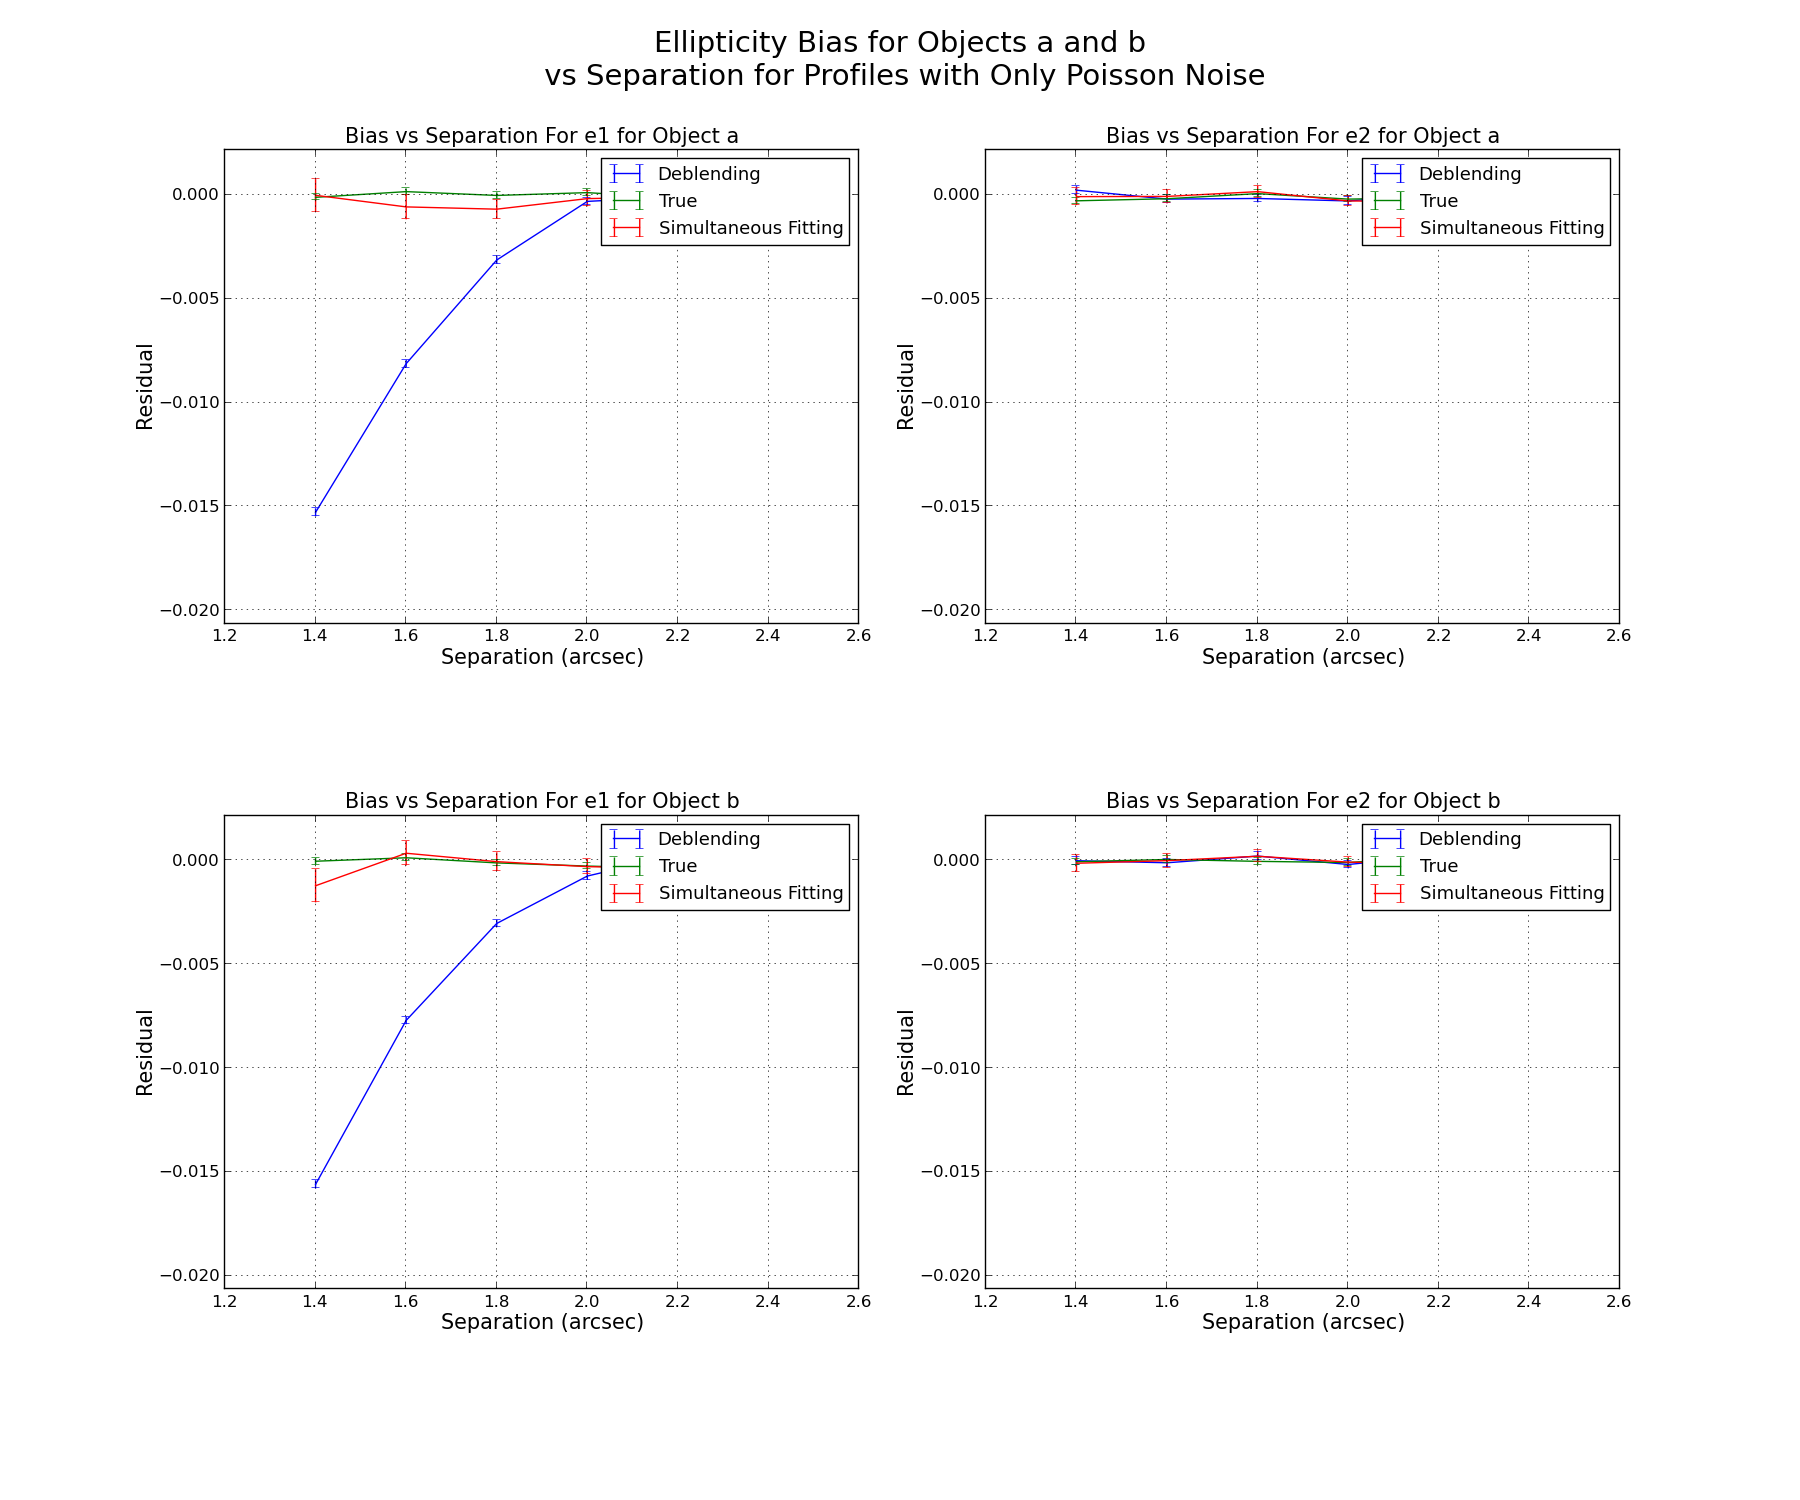 Ellipticity Bias for Objects a and b
vs Separation for Profiles with Only Poisson Noise
Bias vs Separation For e1 for Object a
Deblending
True
Simultaneous Fitting
0.000
−0.005
−0.010
−0.015
−0.020
Residual
1.2 1.4 1.6 1.8 2.0 2.2 2.4 2.6
Separation (arcsec)
Bias vs Separation For e2 for Object a
Deblending
True
Simultaneous Fitting
0.000
−0.005
−0.010
−0.015
−0.020
Residual
1.2 1.4 1.6 1.8 2.0 2.2 2.4 2.6
Separation (arcsec)
Bias vs Separation For e1 for Object b
Deblending
True
Simultaneous Fitting
0.000
−0.005
−0.010
−0.015
−0.020
Residual
1.2 1.4 1.6 1.8 2.0 2.2 2.4 2.6
Separation (arcsec)
Bias vs Separation For e2 for Object b
Deblending
True
Simultaneous Fitting
0.000
−0.005
−0.010
−0.015
−0.020
Residual
1.2 1.4 1.6 1.8 2.0 2.2 2.4 2.6
Separation (arcsec)